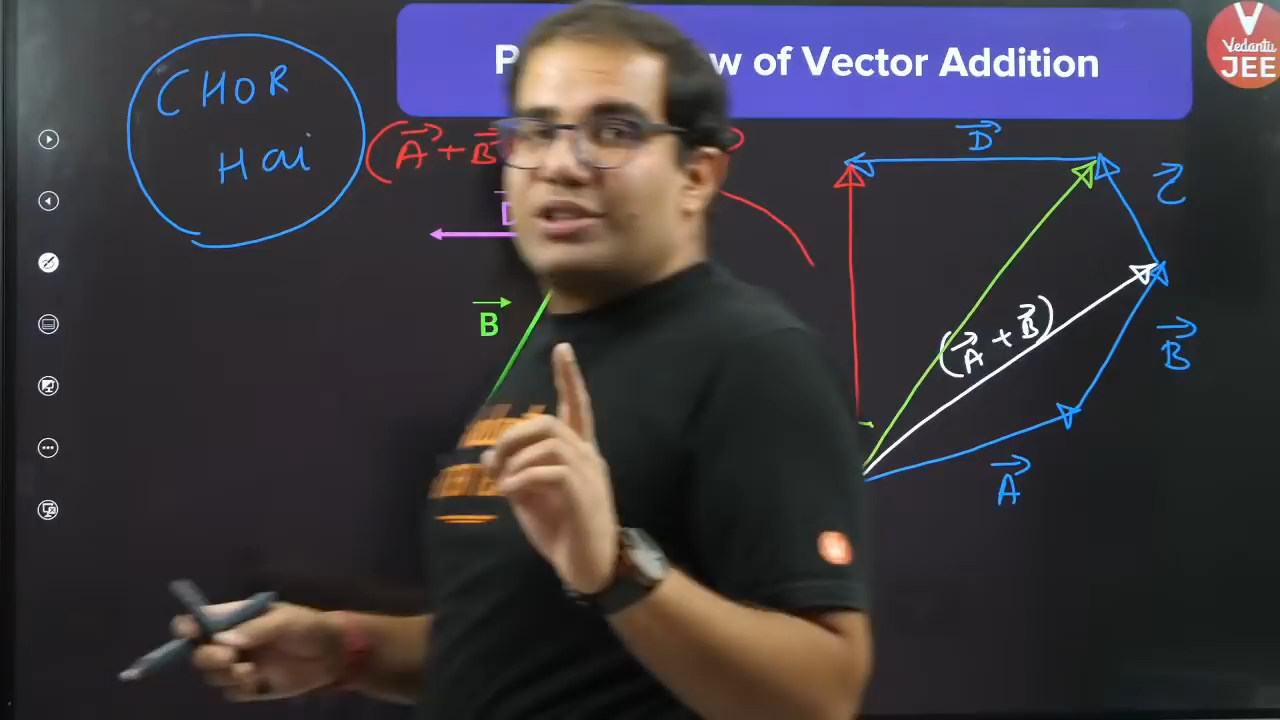 w of Vector Addition
Vedantu
JEE
CHOR
Hai
(A + B
D
B
D
C
(A + B)
B
A